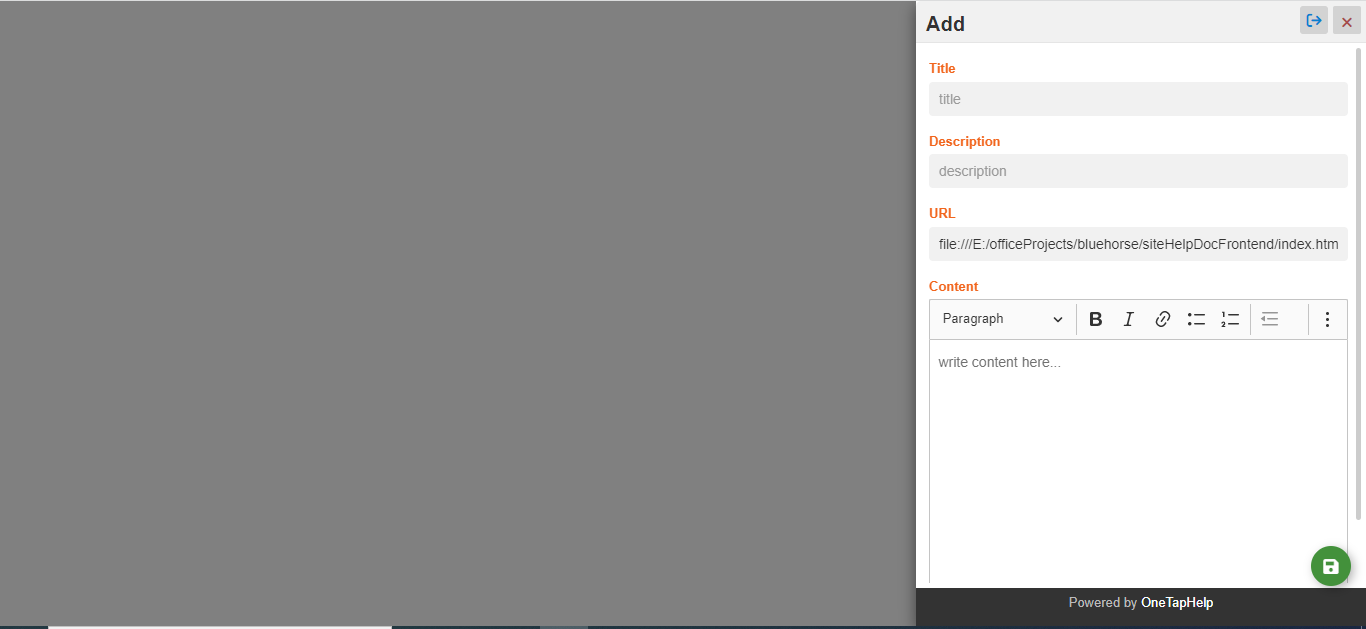 Add
Title
title
Description
description
URL
file:///E:/officeProjects/bluehorse/siteHelpDocFrontend/index.htm
Content
Paragraph
write content here...
Powered by OneTapHelp